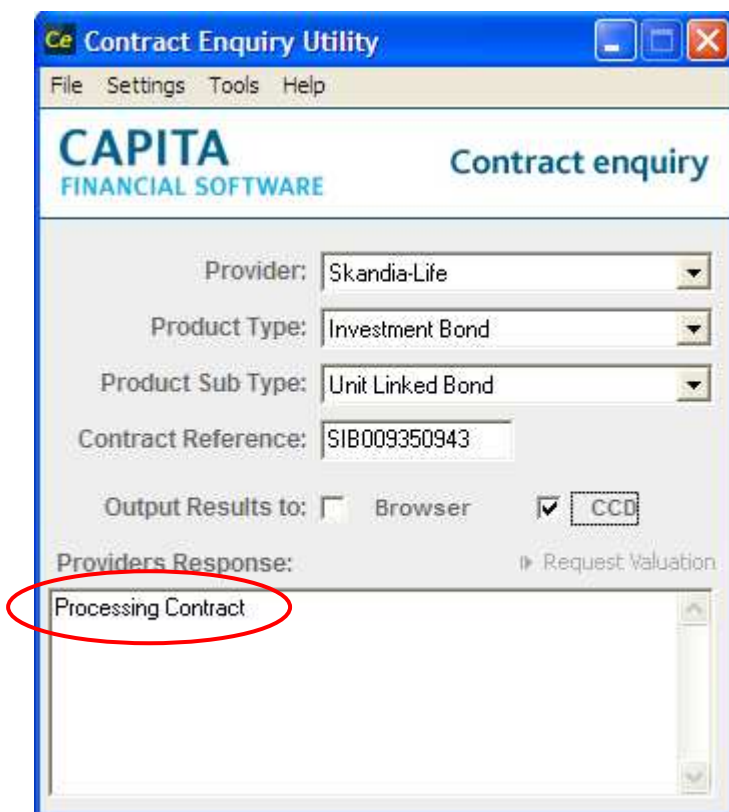 Ce Contract Enquiry Utility
File Settings Tools Help
CAPITA
FINANCIAL SOFTWARE
Contract enquiry
Provider: Skandia-Life
Product Type: Investment Bond
Product Sub Type: Unit Linked Bond
Contract Reference: SIB009350943
Output Results to: Browser CCD
Providers Response: Request Valuation
Processing Contract